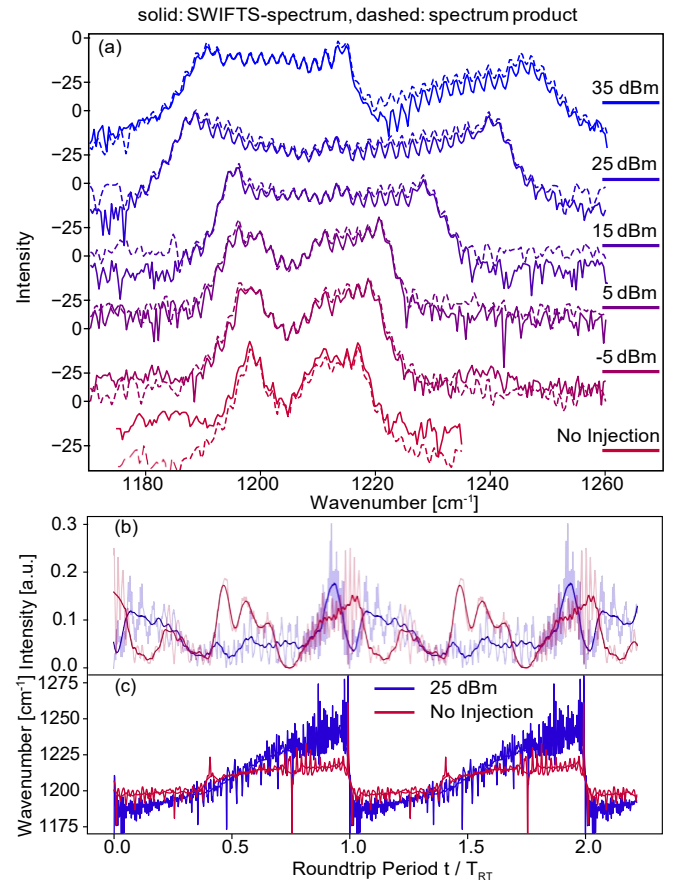 solid: SWIFTS-spectrum, dashed: spectrum product
(a)
Intensity
0
−25
0
−25
0
−25
0
−25
0
−25
0
−25
35 dBm
25 dBm
15 dBm
5 dBm
-5 dBm
No Injection
1180 1200 1220 1240 1260
Wavenumber [cm⁻¹]
(b)
Intensity [a.u.]
0.3
0.2
0.1
0.0
(c)
Wavenumber [cm⁻¹]
1275
1250
1225
1200
1175
25 dBm
No Injection
0.0 0.5 1.0 1.5 2.0
Roundtrip Period t / T_RT